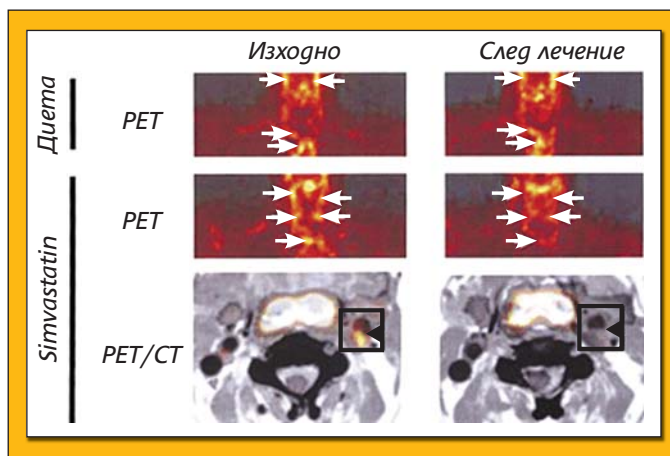 Изходно След лечение
Диета
PET
Simvastatin
PET
PET/CT